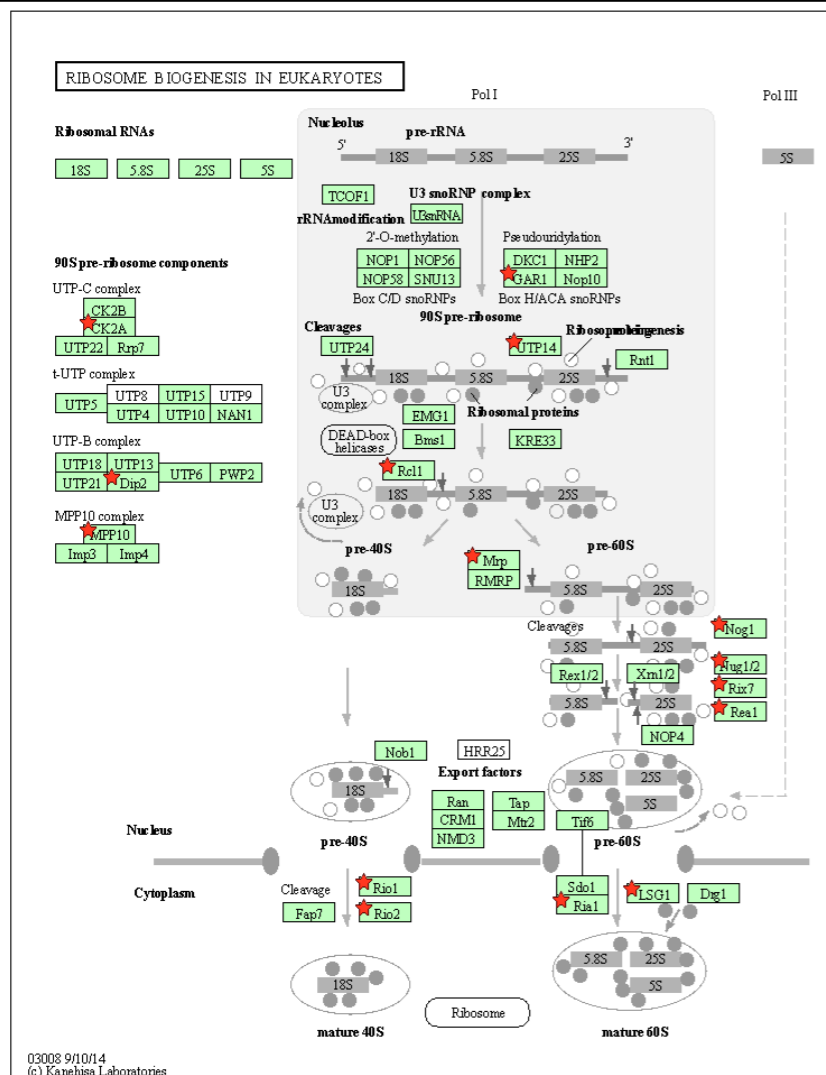 RIBOSOME BIOGENESIS IN EUKARYOTES
Pol I
Pol III
Ribosomal RNAs
18S 5.8S 25S 5S
Nucleolus
pre-rRNA
5' 3'
18S 5.8S 25S
5S
TCOF1
U3 snoRNP complex
U3snRNA
rRNAmodification
2'-O-methylation
NOP1 NOP56
NOP58 SNU13
Box C/D snoRNPs
Pseudouridylation
DKC1 NHP2
GAR1 Nop10
Box H/ACA snoRNPs
90S pre-ribosome components
UTP-C complex
CK2B
CK2A
UTP22 Rrp7
t-UTP complex
UTP5
UTP8 UTP15 UTP9
UTP4 UTP10 NAN1
UTP-B complex
UTP18 UTP13
UTP21 Dip2
UTP6 PWP2
MPP10 complex
MPP10
Imp3 Imp4
90S pre-ribosome
Cleavages
UTP24
UTP14
Rnt1
18S 5.8S 25S
U3
complex
Ribosomal proteins
EMG1
Bms1
KRE33
DEAD-box
helicases
Rcl1
18S 5.8S 25S
U3
complex
pre-40S
pre-60S
Mrp
RMRP
18S
5.8S 25S
Cleavages
5.8S 25S
Nog1
Nug1/2
Rix7
Rea1
Rex1/2
Xrn1/2
5.8S 25S
NOP4
Nob1
HRR25
Export factors
Ran
CRM1
NMD3
Tap
Mtr2
18S
5.8S 25S
5S
Tif6
pre-40S
pre-60S
Nucleus
Cytoplasm
Cleavage
Fap7
Rio1
Rio2
Sdo1
Ria1
LSG1
Drg1
18S
5.8S 25S
5S
Ribosome
mature 40S
mature 60S
03008 9/10/14
(c) Kanehisa Laboratories